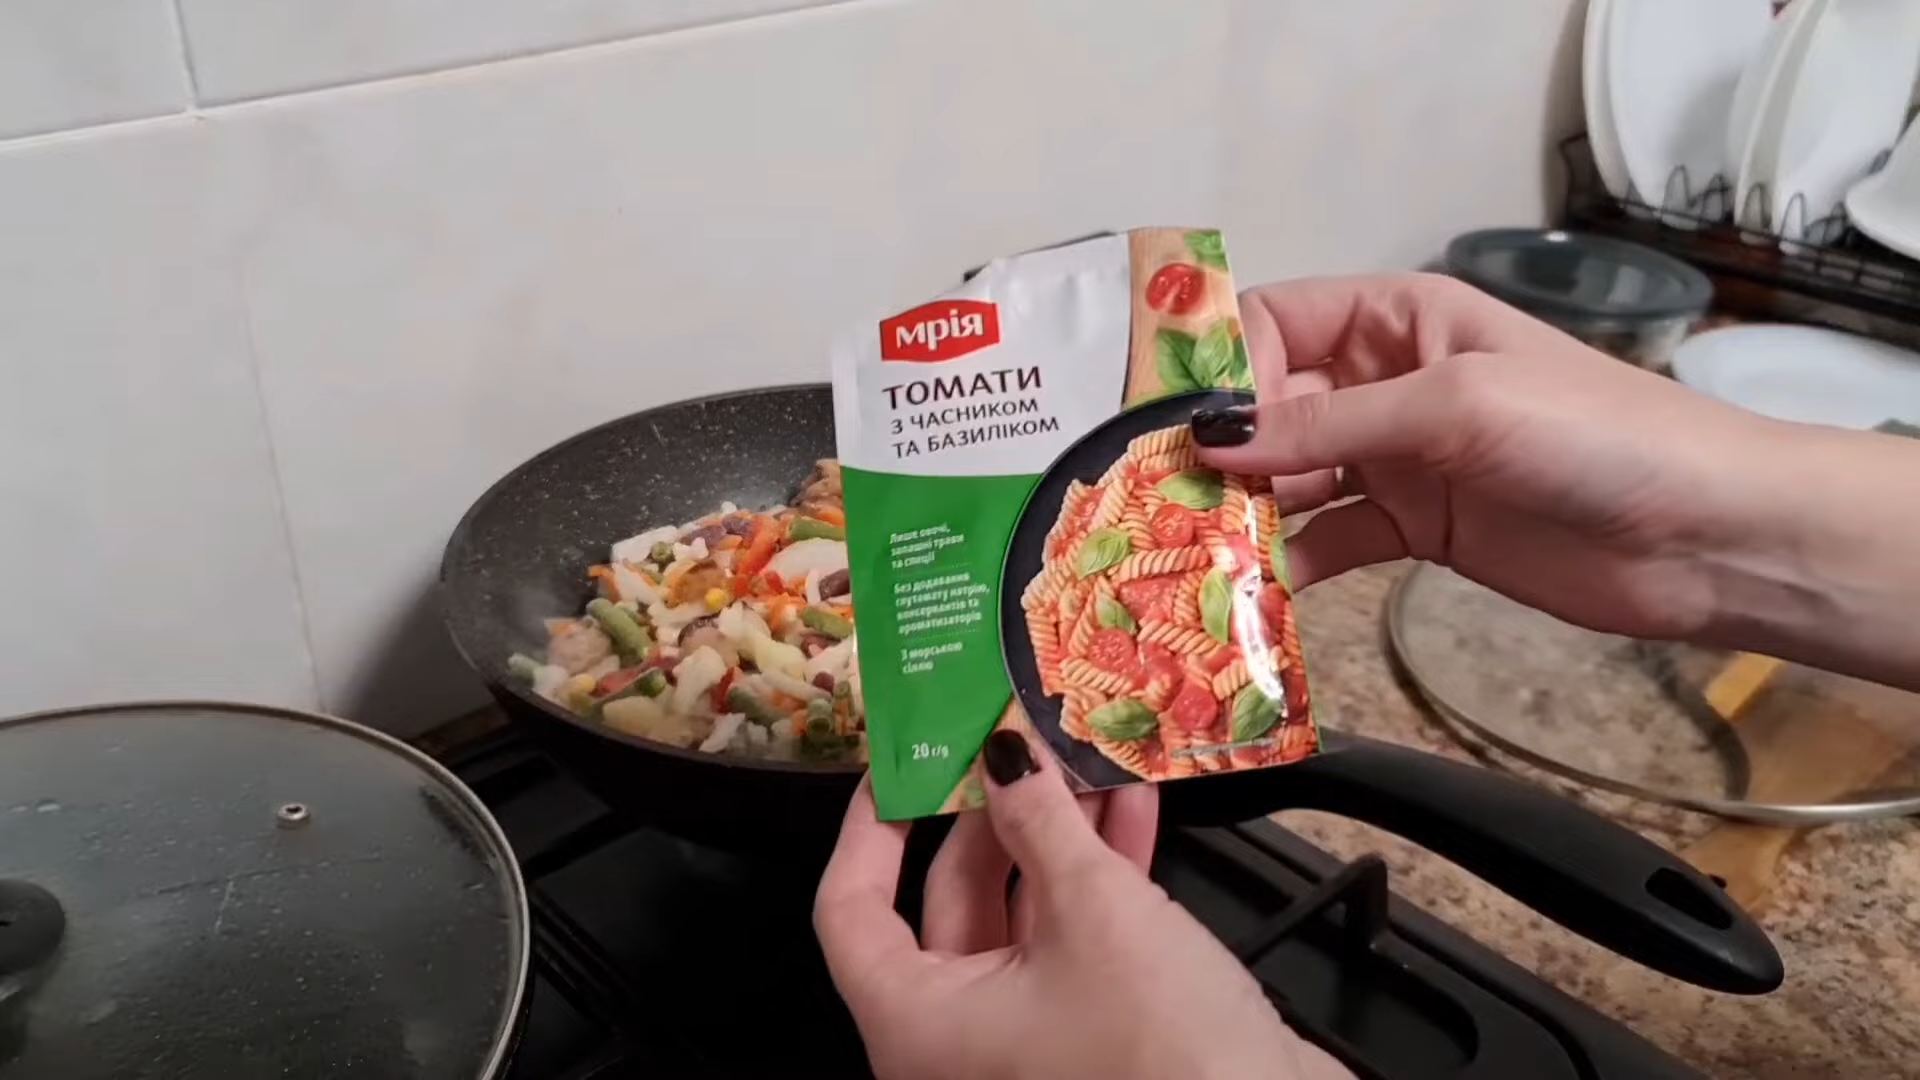 мрія
ТОМАТИ
З ЧАСНИКОМ
ТА БАЗИЛІКОМ
Лише овочі,
запашні трави
та спеції
Без додавання
глутамату натрію,
консервантів та
ароматизаторів
З морською
сіллю
20 г/g